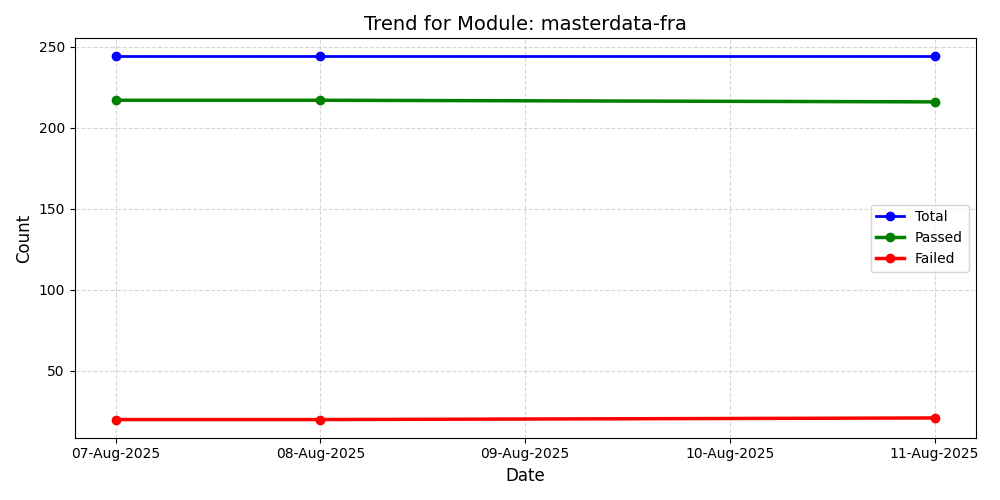 Trend for Module: masterdata-fra
250
200
150
100
50
Count
Total
Passed
Failed
07-Aug-2025
08-Aug-2025
09-Aug-2025
10-Aug-2025
11-Aug-2025
Date